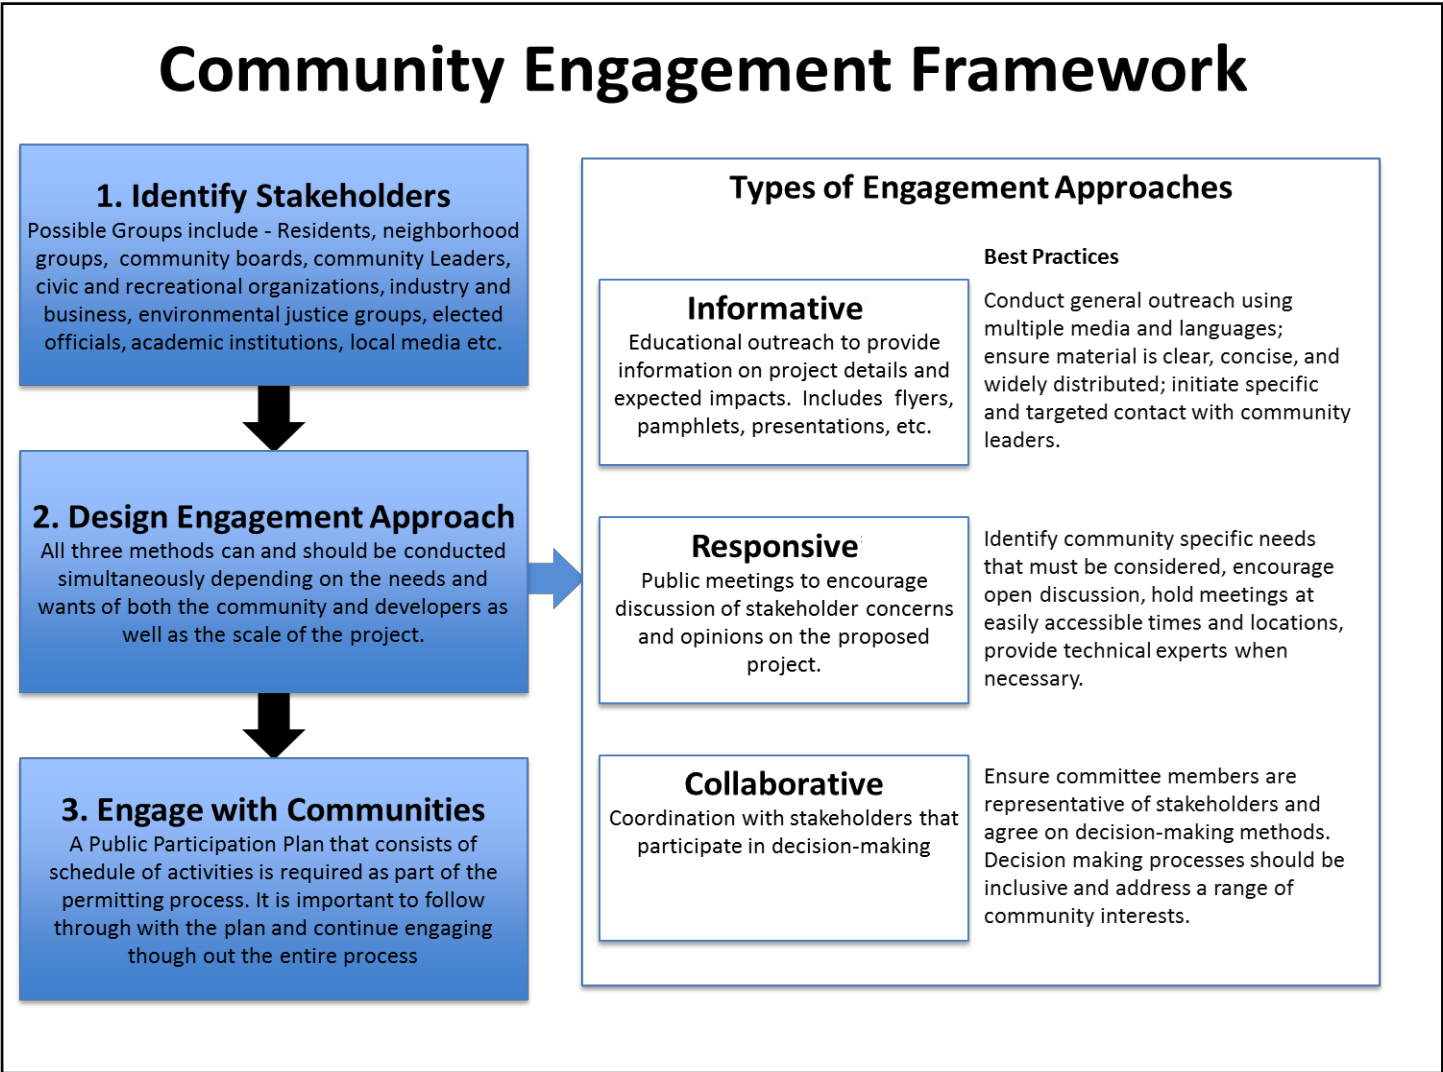 Community Engagement Framework
1. Identify Stakeholders
Possible Groups include - Residents, neighborhood
groups, community boards, community Leaders,
civic and recreational organizations, industry and
business, environmental justice groups, elected
officials, academic institutions, local media etc.
2. Design Engagement Approach
All three methods can and should be conducted
simultaneously depending on the needs and
wants of both the community and developers as
well as the scale of the project.
3. Engage with Communities
A Public Participation Plan that consists of
schedule of activities is required as part of the
permitting process. It is important to follow
through with the plan and continue engaging
though out the entire process
Types of Engagement Approaches
Best Practices
Informative
Educational outreach to provide
information on project details and
expected impacts. Includes flyers,
pamphlets, presentations, etc.
Conduct general outreach using
multiple media and languages;
ensure material is clear, concise, and
widely distributed; initiate specific
and targeted contact with community
leaders.
Responsive
Public meetings to encourage
discussion of stakeholder concerns
and opinions on the proposed
project.
Identify community specific needs
that must be considered, encourage
open discussion, hold meetings at
easily accessible times and locations,
provide technical experts when
necessary.
Collaborative
Coordination with stakeholders that
participate in decision-making
Ensure committee members are
representative of stakeholders and
agree on decision-making methods.
Decision making processes should be
inclusive and address a range of
community interests.